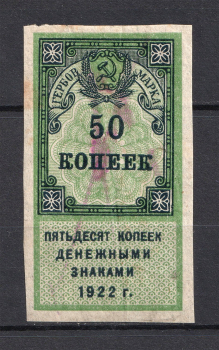 ГЕРБОВ. МАРКА
50
КОПЕЕК
ПЯТЬДЕСЯТ КОПЕЕК
ДЕНЕЖНЫМИ
ЗНАКАМИ
1922 г.